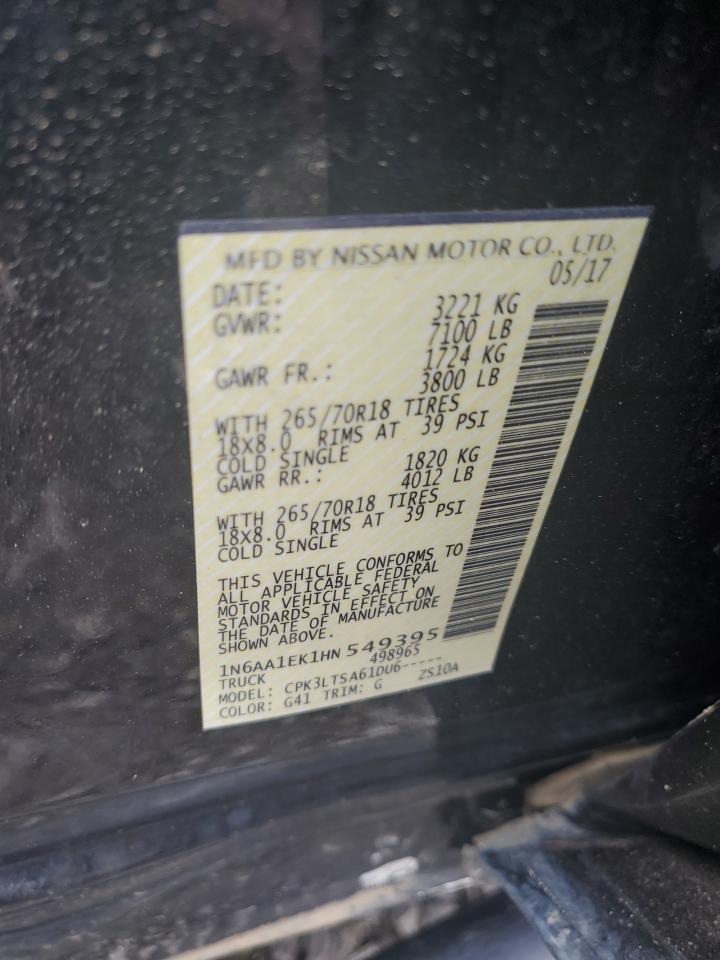 MFD BY NISSAN MOTOR CO., LTD.
DATE: 05/17
GVWR: 3221 KG
7100 LB
GAWR FR.: 1724 KG
3800 LB
WITH 265/70R18 TIRES
18X8.0 RIMS AT 39 PSI
COLD SINGLE
GAWR RR.: 1820 KG
4012 LB
WITH 265/70R18 TIRES
18X8.0 RIMS AT 39 PSI
COLD SINGLE
THIS VEHICLE CONFORMS TO
ALL APPLICABLE FEDERAL
MOTOR VEHICLE SAFETY
STANDARDS IN EFFECT ON
THE DATE OF MANUFACTURE
SHOWN ABOVE.
1N6AA1EK1HN549395
TRUCK 498965
MODEL: CPK3LTSA61DU6-----
COLOR: G41 TRIM: G ZS10A